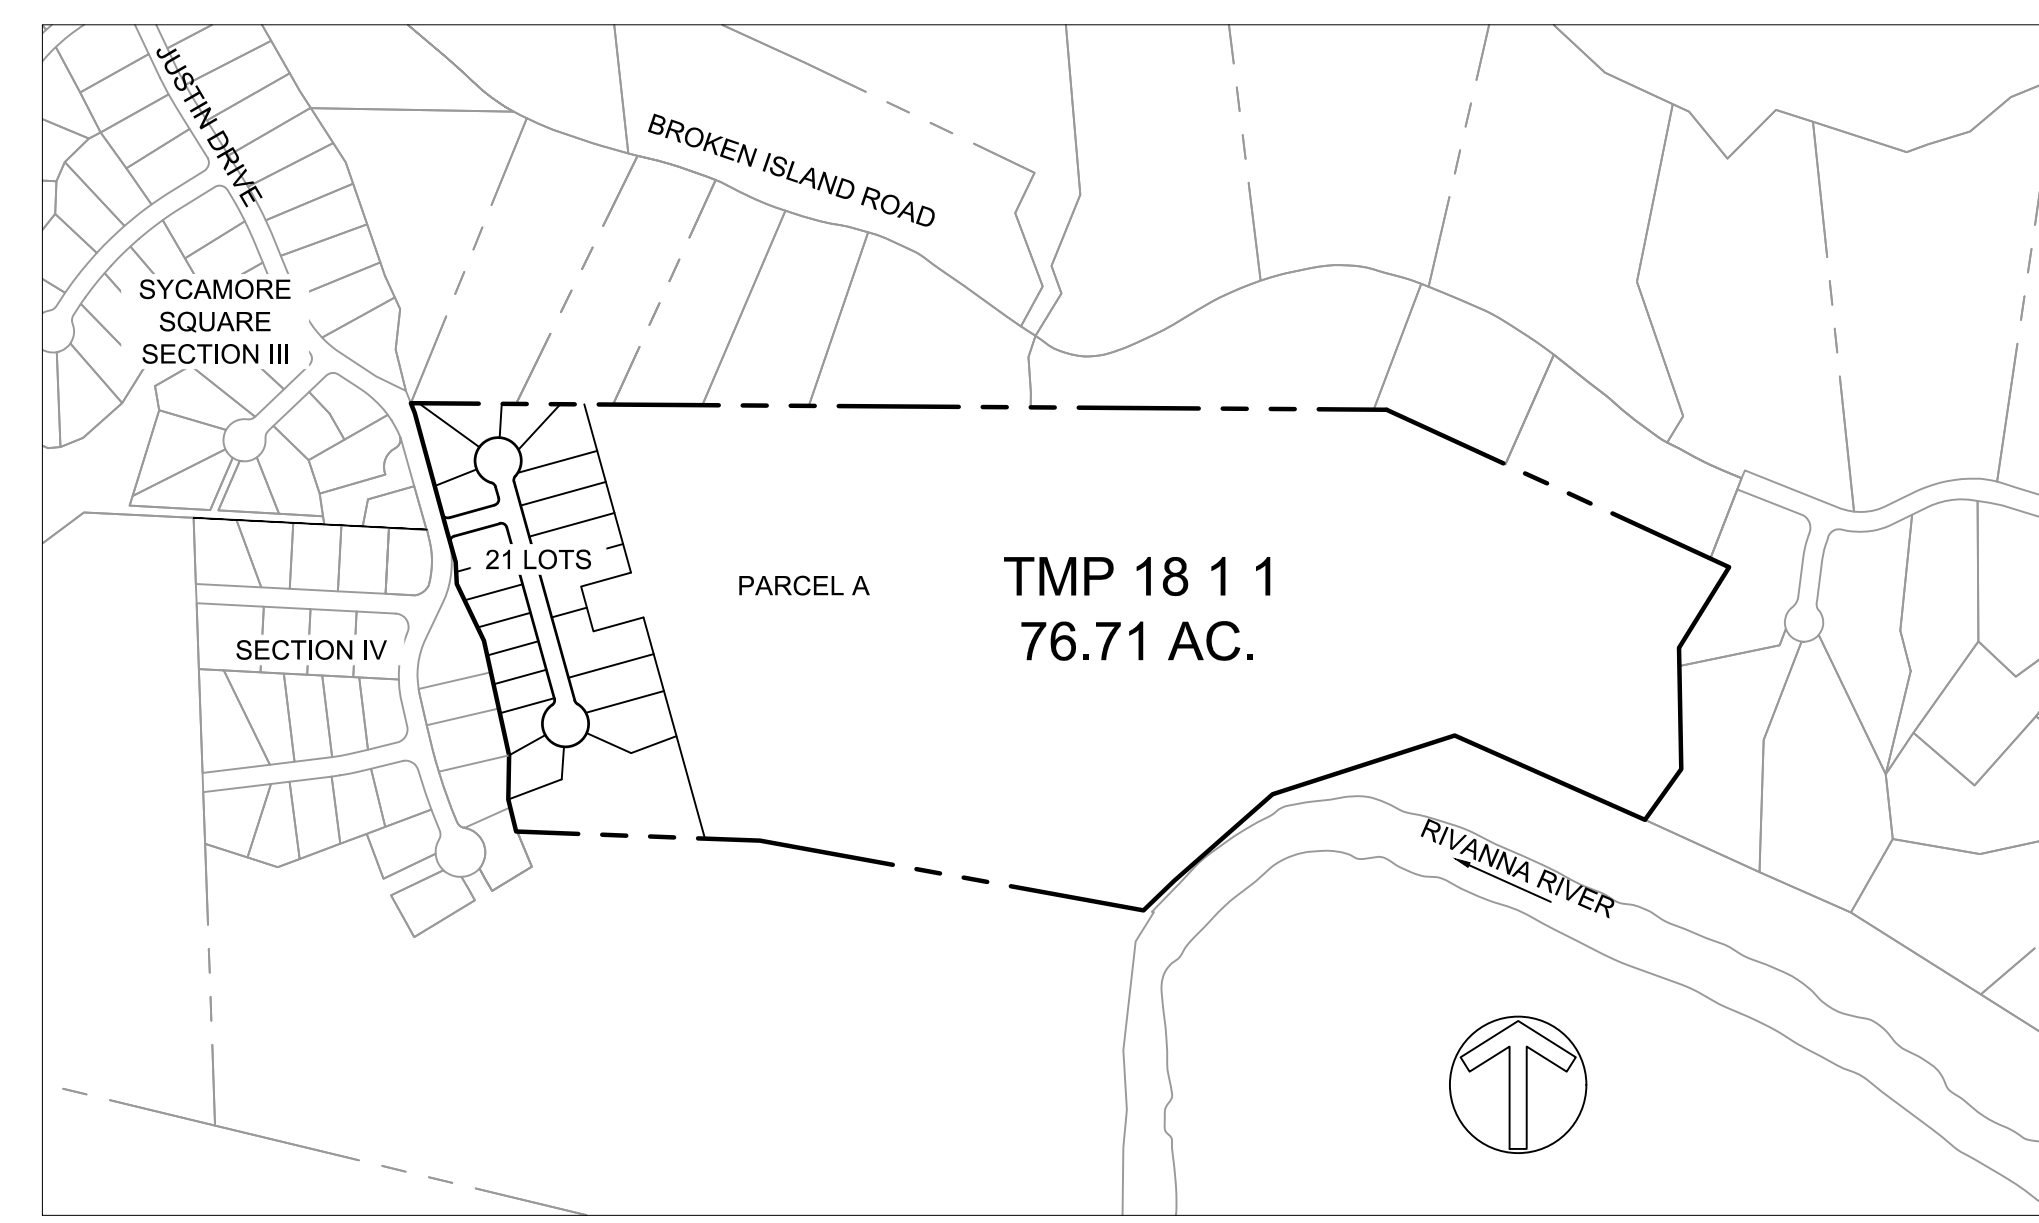 JUSTIN DRIVE
BROKEN ISLAND ROAD
SYCAMORE
SQUARE
SECTION III
21 LOTS
PARCEL A
TMP 18 1 1
76.71 AC.
SECTION IV
RIVANNA RIVER